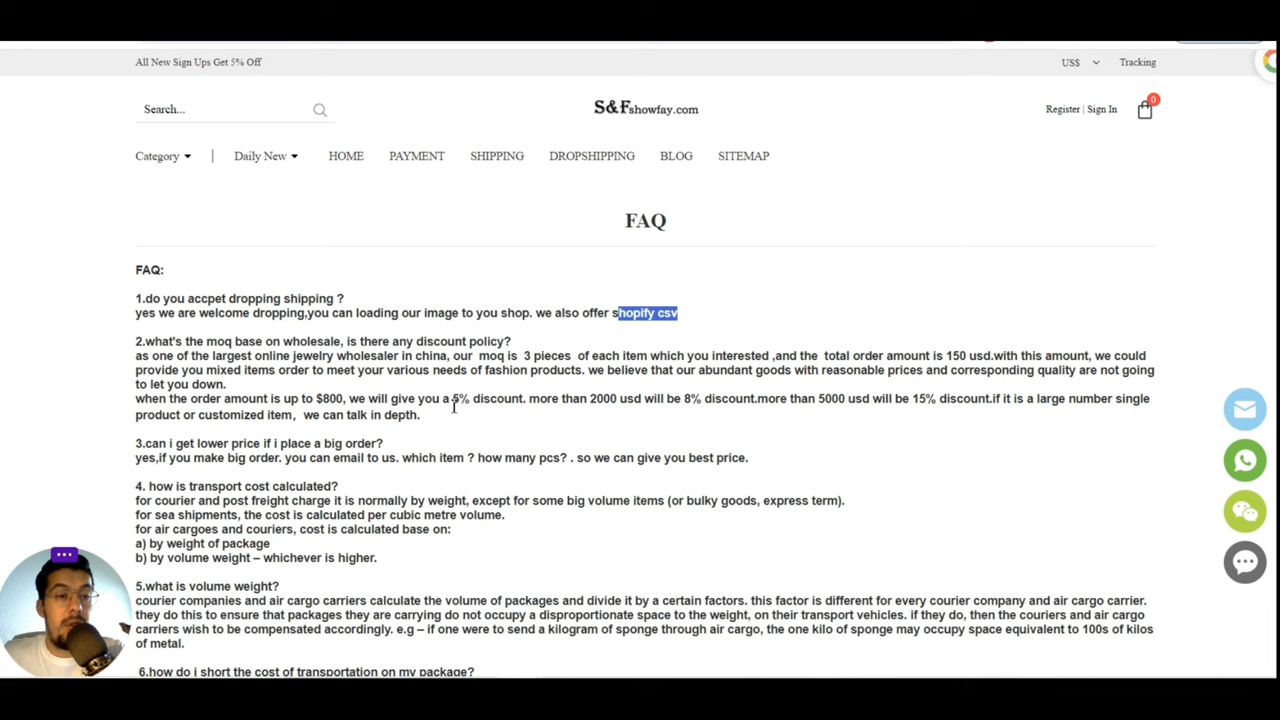 All New Sign Ups Get 5% Off
US$
Tracking
Search...
S&Fshowfay.com
Register | Sign In
0
Category
Daily New
HOME
PAYMENT
SHIPPING
DROPSHIPPING
BLOG
SITEMAP
FAQ
FAQ:
1.do you accpet dropping shipping ?
yes we are welcome dropping,you can loading our image to you shop. we also offer shopify csv
2.what's the moq base on wholesale, is there any discount policy?
as one of the largest online jewelry wholesaler in china, our moq is 3 pieces of each item which you interested ,and the total order amount is 150 usd.with this amount, we could
provide you mixed items order to meet your various needs of fashion products. we believe that our abundant goods with reasonable prices and corresponding quality are not going
to let you down.
when the order amount is up to $800, we will give you a 5% discount. more than 2000 usd will be 8% discount.more than 5000 usd will be 15% discount.if it is a large number single
product or customized item，we can talk in depth.
3.can i get lower price if i place a big order?
yes,if you make big order. you can email to us. which item ? how many pcs? . so we can give you best price.
4. how is transport cost calculated?
for courier and post freight charge it is normally by weight, except for some big volume items (or bulky goods, express term).
for sea shipments, the cost is calculated per cubic metre volume.
for air cargoes and couriers, cost is calculated base on:
a) by weight of package
b) by volume weight – whichever is higher.
5.what is volume weight?
courier companies and air cargo carriers calculate the volume of packages and divide it by a certain factors. this factor is different for every courier company and air cargo carrier.
they do this to ensure that packages they are carrying do not occupy a disproportionate space to the weight, on their transport vehicles. if they do, then the couriers and air cargo
carriers wish to be compensated accordingly. e.g – if one were to send a kilogram of sponge through air cargo, the one kilo of sponge may occupy space equivalent to 100s of kilos
of metal.
6.how do i short the cost of transportation on my package?